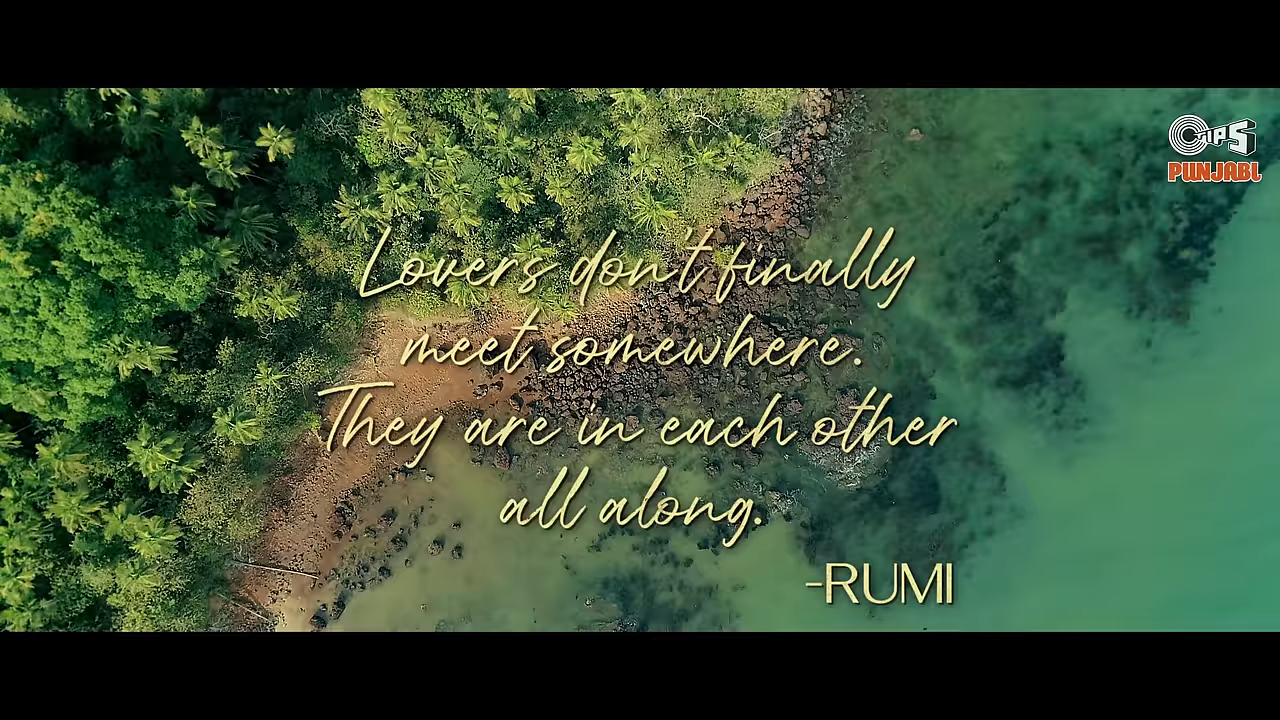 TIPS
PUNJABI
Lovers don't finally
meet somewhere.
They are in each other
all along.
-RUMI